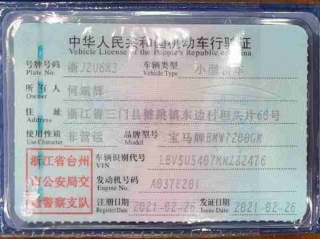 中华人民共和国机动车行驶证
Vehicle License of the People's Republic of China
号牌号码 浙J2U6H3 车辆类型 小型轿车
Plate No. Vehicle Type
所有人 何斌辉
Owner
住址 浙江省三门县健跳镇东边村坦头片60号
Address
使用性质 非营运 品牌型号 宝马牌BMW7200GM
Use Character Model
浙江省台州
市公安局交
通警察支队
车辆识别代号
VIN
发动机号码 A037E201
Engine No.
注册日期 2021-02-26 发证日期 2021-02-26
Register Date Issue Date